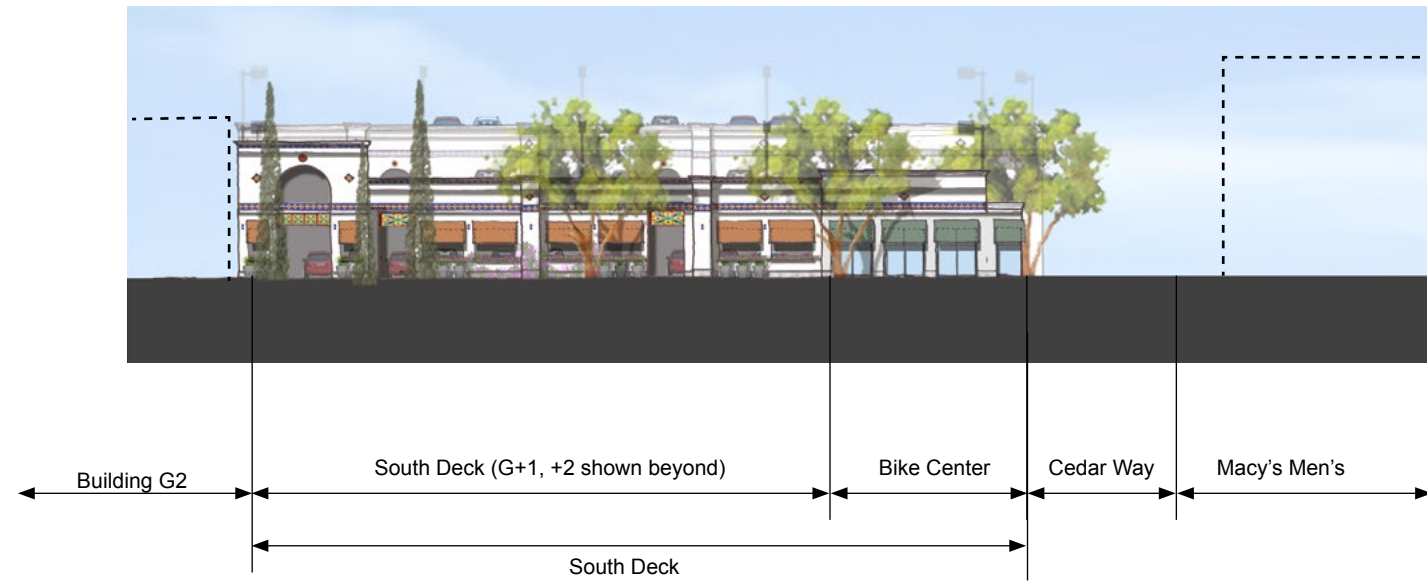 Building G2
South Deck (G+1, +2 shown beyond)
Bike Center
Cedar Way
Macy's Men's
South Deck